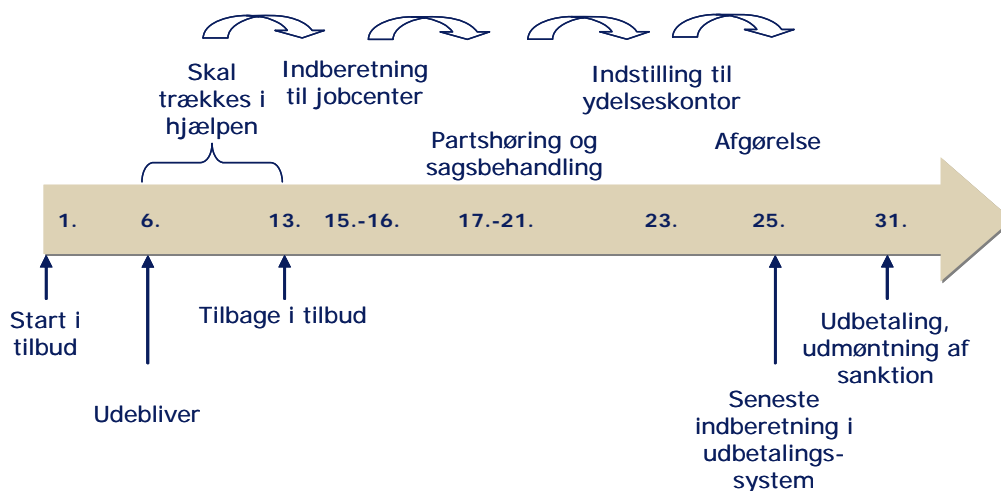 Skal
trækkes i
hjælpen
Indberetning
til jobcenter
Indstilling til
ydelseskontor
Partshøring og
sagsbehandling
Afgørelse
1.
6.
13.
15.-16.
17.-21.
23.
25.
31.
Start i
tilbud
Udebliver
Tilbage i tilbud
Seneste
indberetning i
udbetalings-
system
Udbetaling,
udmøntning af
sanktion